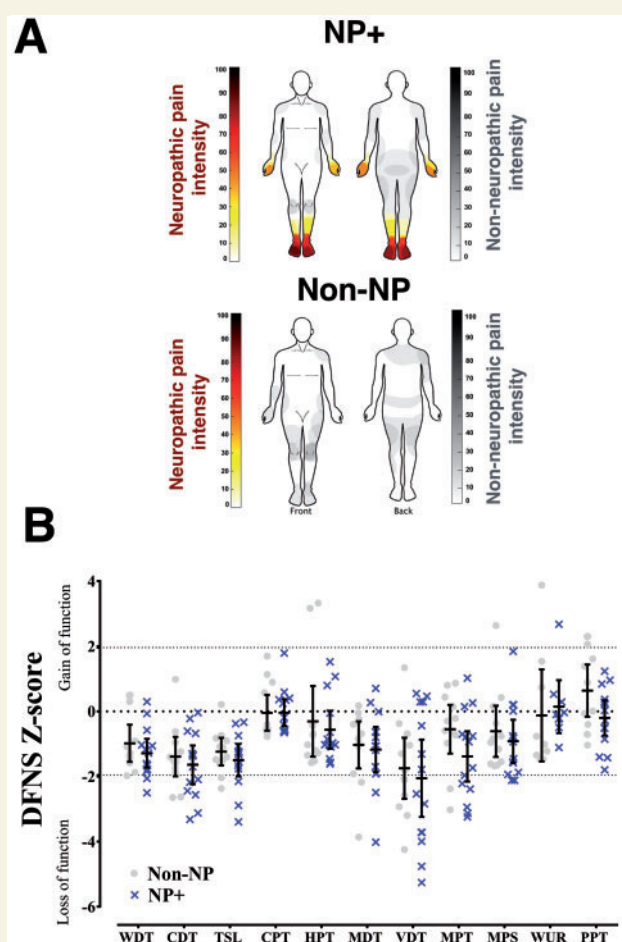 A
NP+
Neuropathic pain
intensity
100
90
80
70
60
50
40
30
20
10
0
100
90
80
70
60
50
40
30
20
10
0
Non-neuropathic pain
intensity
Non-NP
Neuropathic pain
intensity
100
90
80
70
60
50
40
30
20
10
0
Front
Back
100
90
80
70
60
50
40
30
20
10
0
Non-neuropathic pain
intensity
B
DFNS Z-score
Gain of function
Loss of function
4
2
0
-2
-4
-6
Non-NP
NP+
WDT CDT TSL CPT HPT MDT VDT MPT MPS WUR PPT